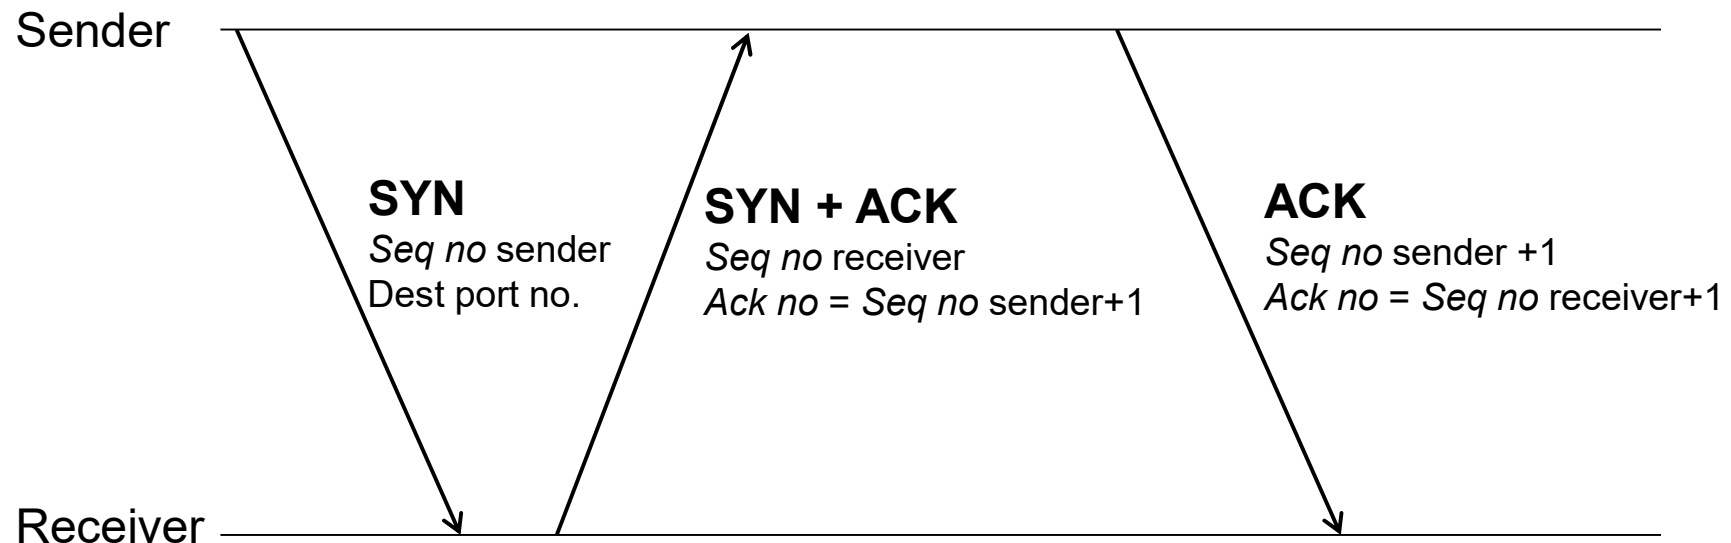 Sender
SYN
Seq no sender
Dest port no.
SYN + ACK
Seq no receiver
Ack no = Seq no sender+1
ACK
Seq no sender +1
Ack no = Seq no receiver+1
Receiver